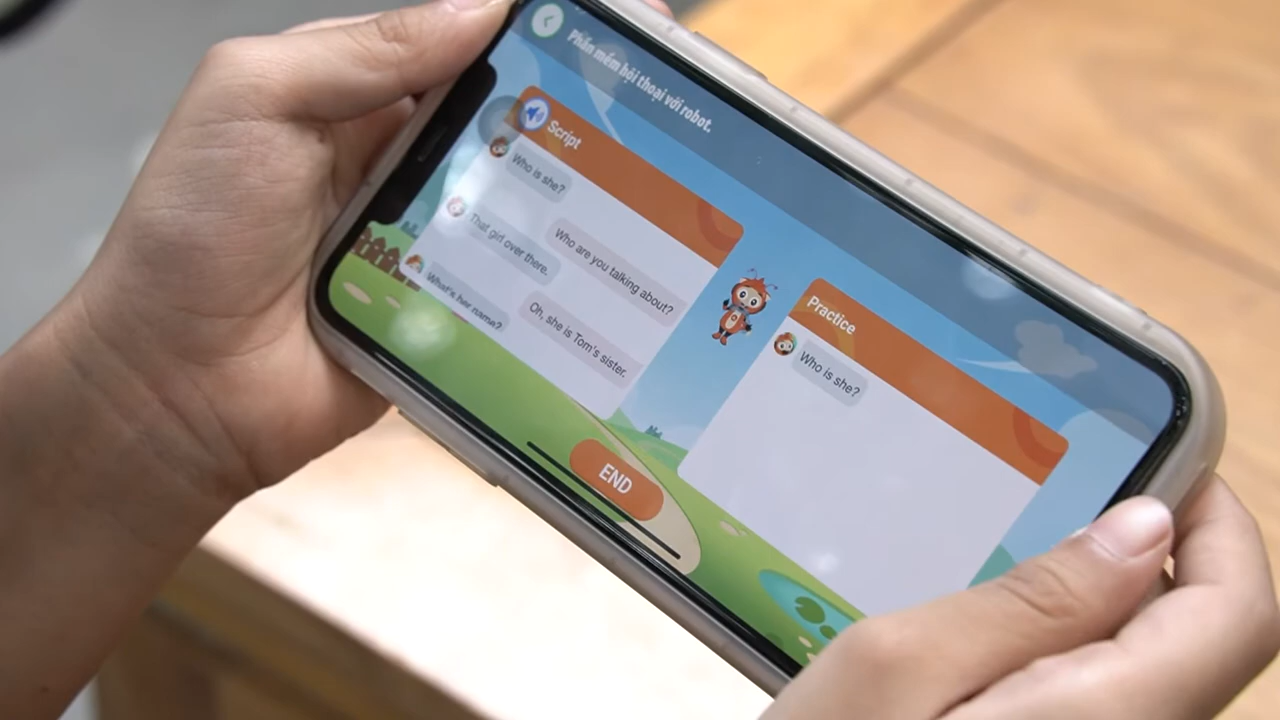 Phần mềm hội thoại với robot.
Script
Who is she?
Who are you talking about?
That girl over there.
Oh, she is Tom's sister.
What's her name?
Practice
Who is she?
END